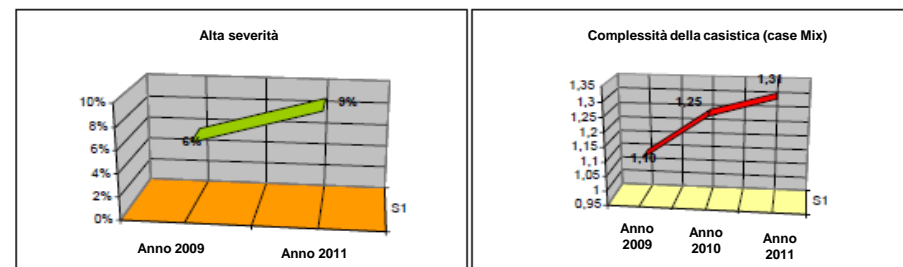 Alta severità
10%
8%
6%
4%
2%
0%
6%
9%
S1
Anno 2009
Anno 2011
Complessità della casistica (case Mix)
1,35
1,3
1,25
1,2
1,15
1,1
1,05
1
0,95
1,10
1,25
1,31
S1
Anno
2009
Anno
2010
Anno
2011